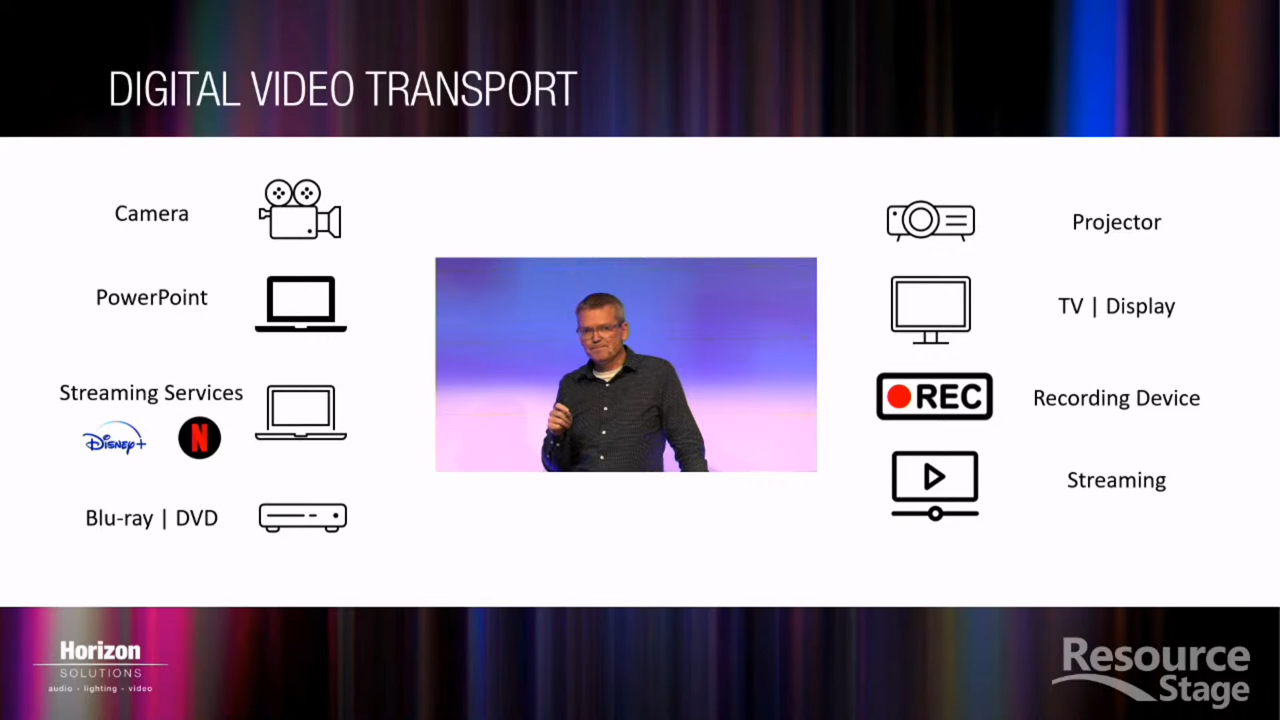 DIGITAL VIDEO TRANSPORT
Camera
PowerPoint
Streaming Services
Disney+
N
Blu-ray | DVD
Projector
TV | Display
REC
Recording Device
Streaming
Horizon
SOLUTIONS
audio - lighting - video
Resource
Stage